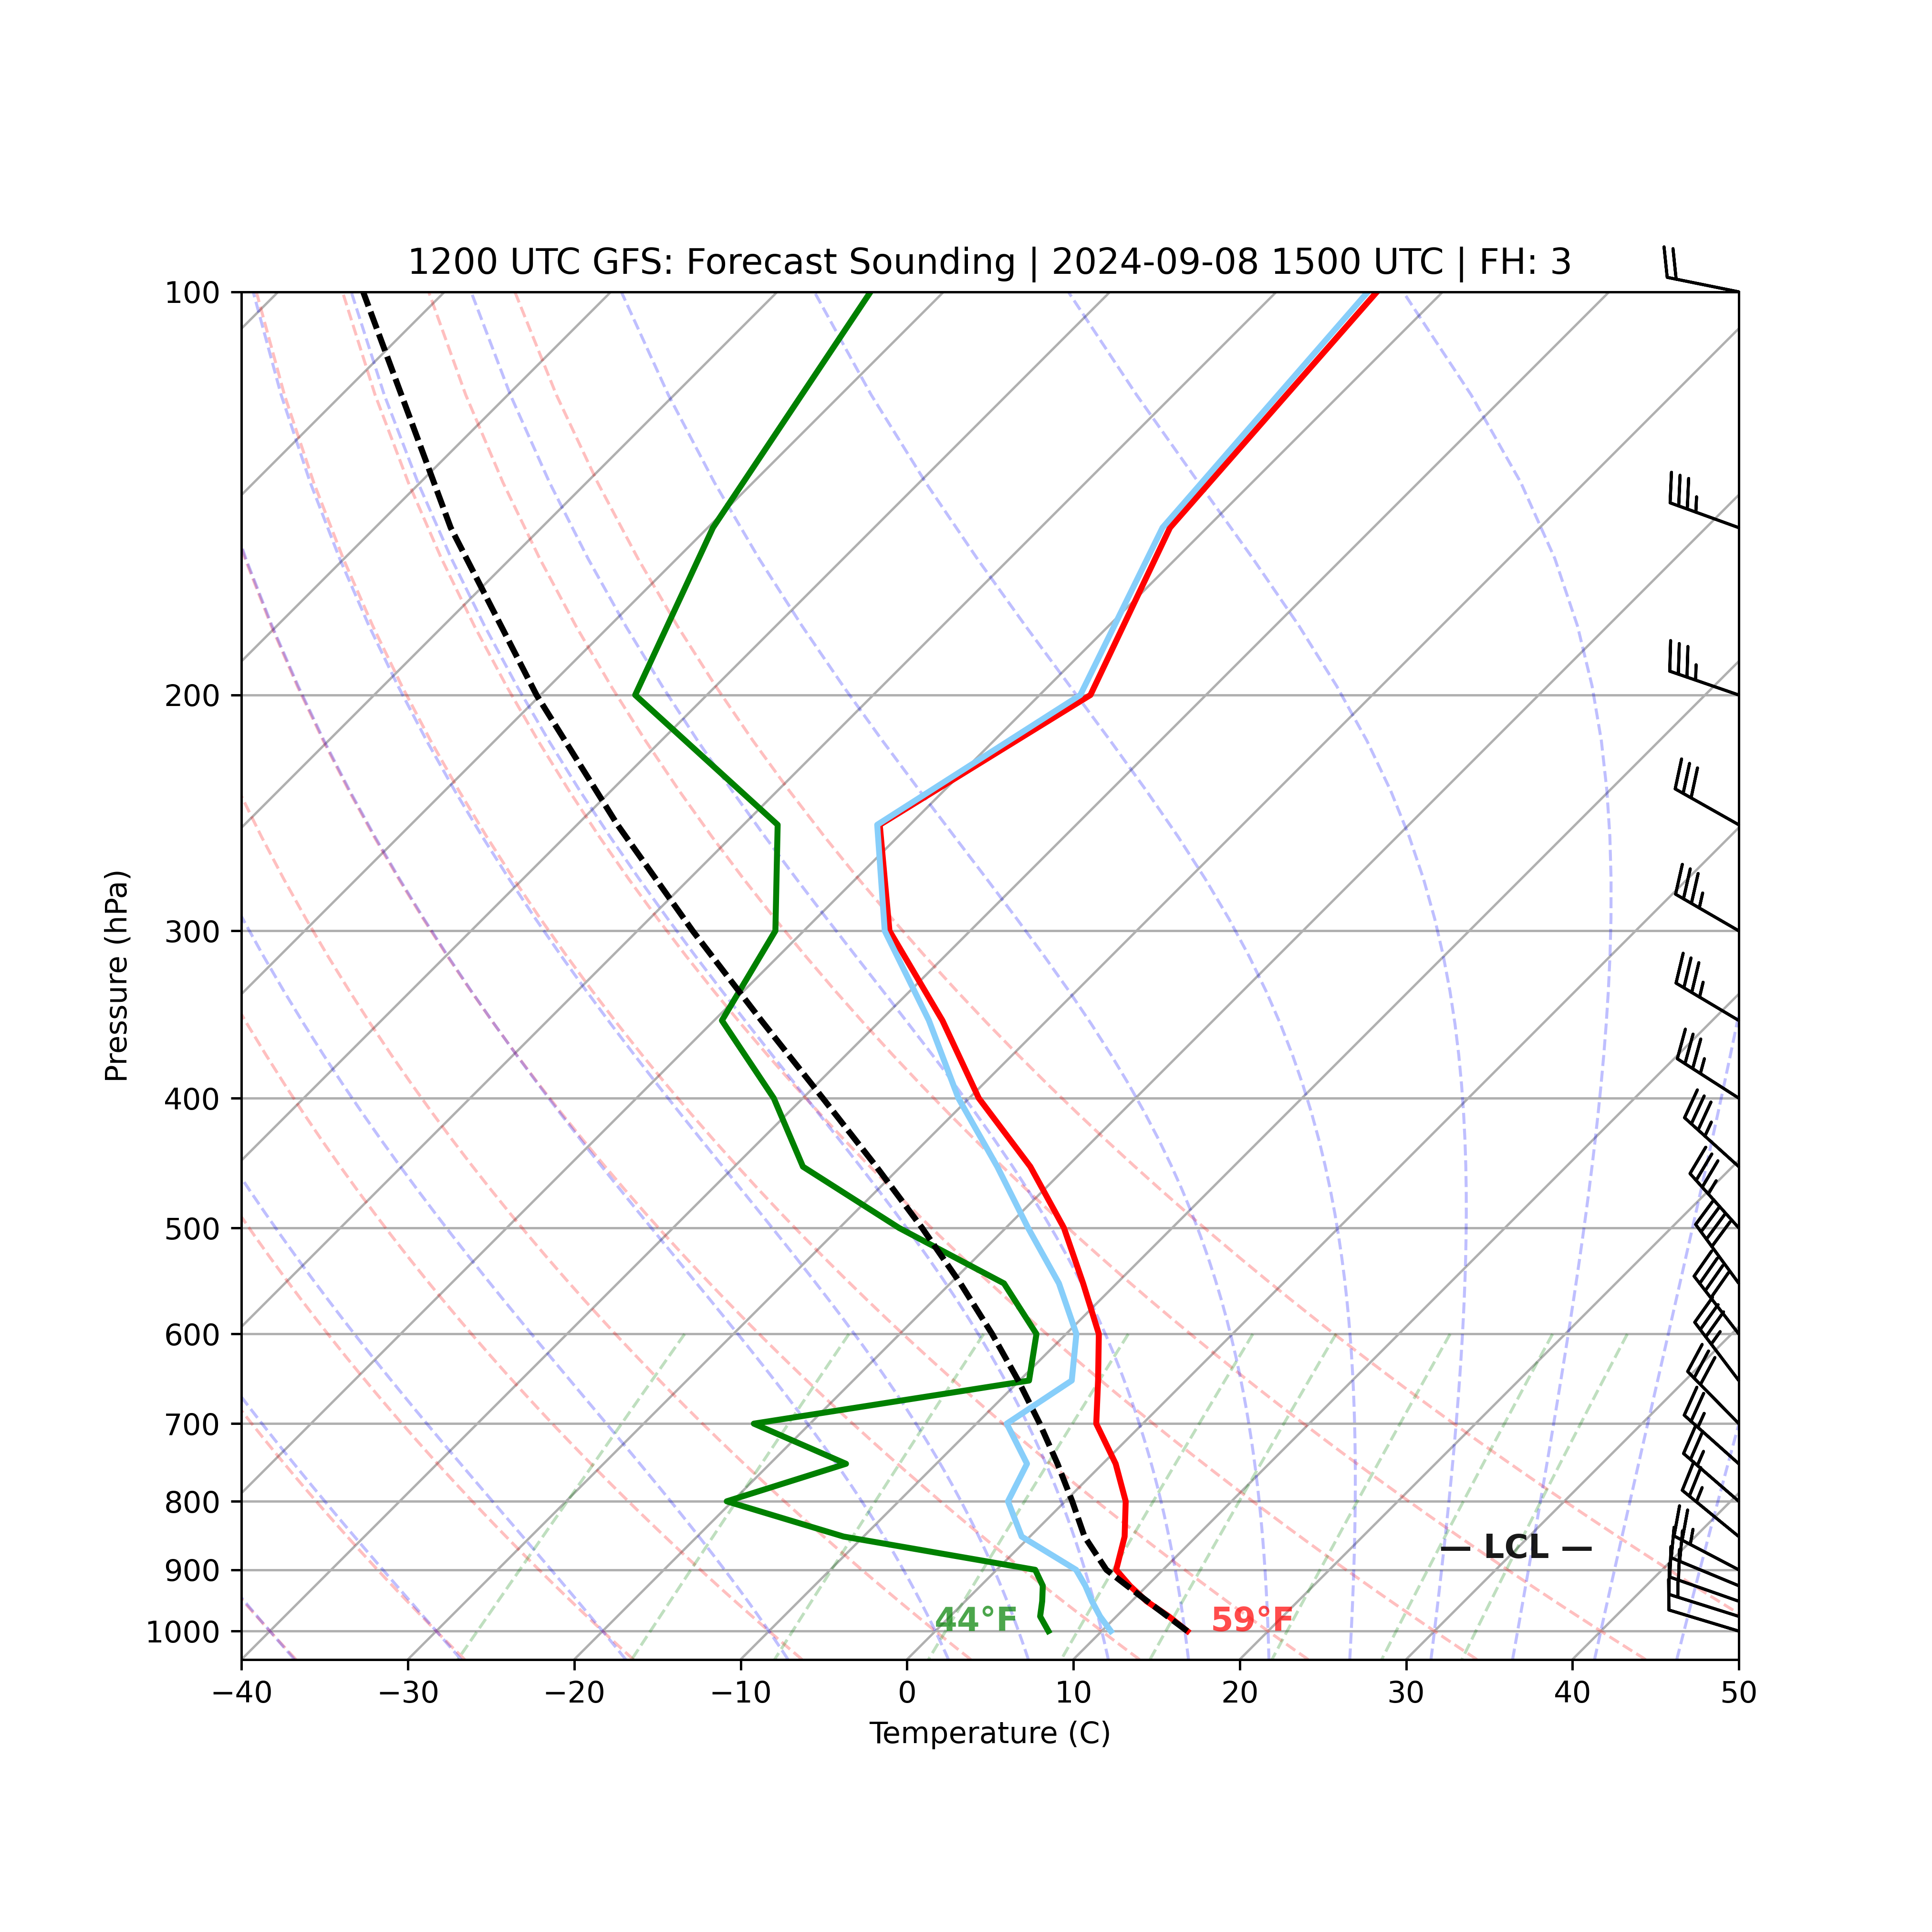 1200 UTC GFS: Forecast Sounding | 2024-09-08 1500 UTC | FH: 3
100
200
300
400
500
600
700
800
900
1000
Pressure (hPa)
— LCL —
44°F
59°F
−40 −30 −20 −10 0 10 20 30 40 50
Temperature (C)